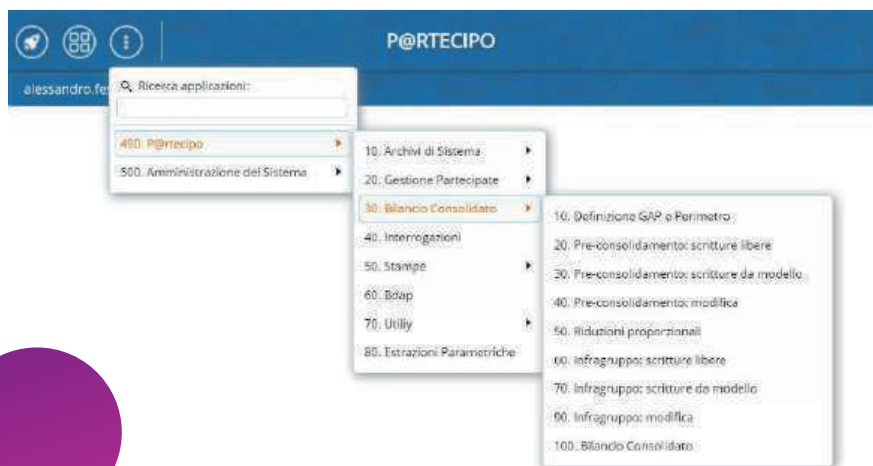 P@RTECIPO
alessandro.fe
Ricerca applicazioni:
490. P@rtecipo
500. Amministrazione del Sistema
10. Archivi di Sistema
20. Gestione Partecipate
30. Bilancio Consolidato
40. Interrogazioni
50. Stampe
60. Bdap
70. Utiliy
80. Estrazioni Parametriche
10. Definizione GAP e Perimetro
20. Pre-consolidamento: scritture libere
30. Pre-consolidamento: scritture da modello
40. Pre-consolidamento: modifica
50. Riduzioni proporzionali
60. Infragruppo: scritture libere
70. Infragruppo: scritture da modello
90. Infragruppo: modifica
100. Bilancio Consolidato